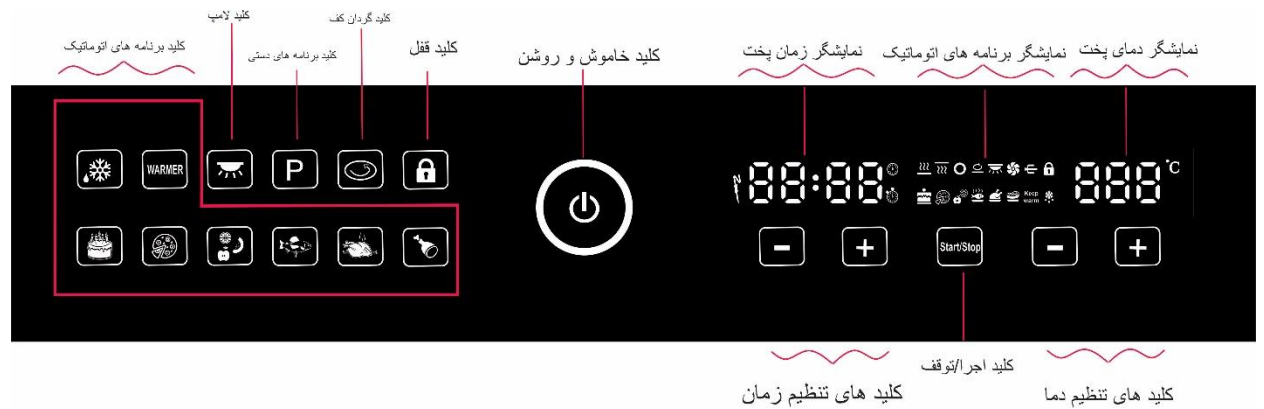 کلید لامپ
کلید گردان کف
کلید برنامه های اتوماتیک
کلید برنامه های دستی
کلید قفل
کلید خاموش و روشن
نمایشگر زمان پخت
نمایشگر برنامه های اتوماتیک
نمایشگر دمای پخت
WARMER
P
88:88
888
°C
Keep
warm
Start/Stop
-
+
-
+
کلید اجرا/توقف
کلید های تنظیم زمان
کلید های تنظیم دما